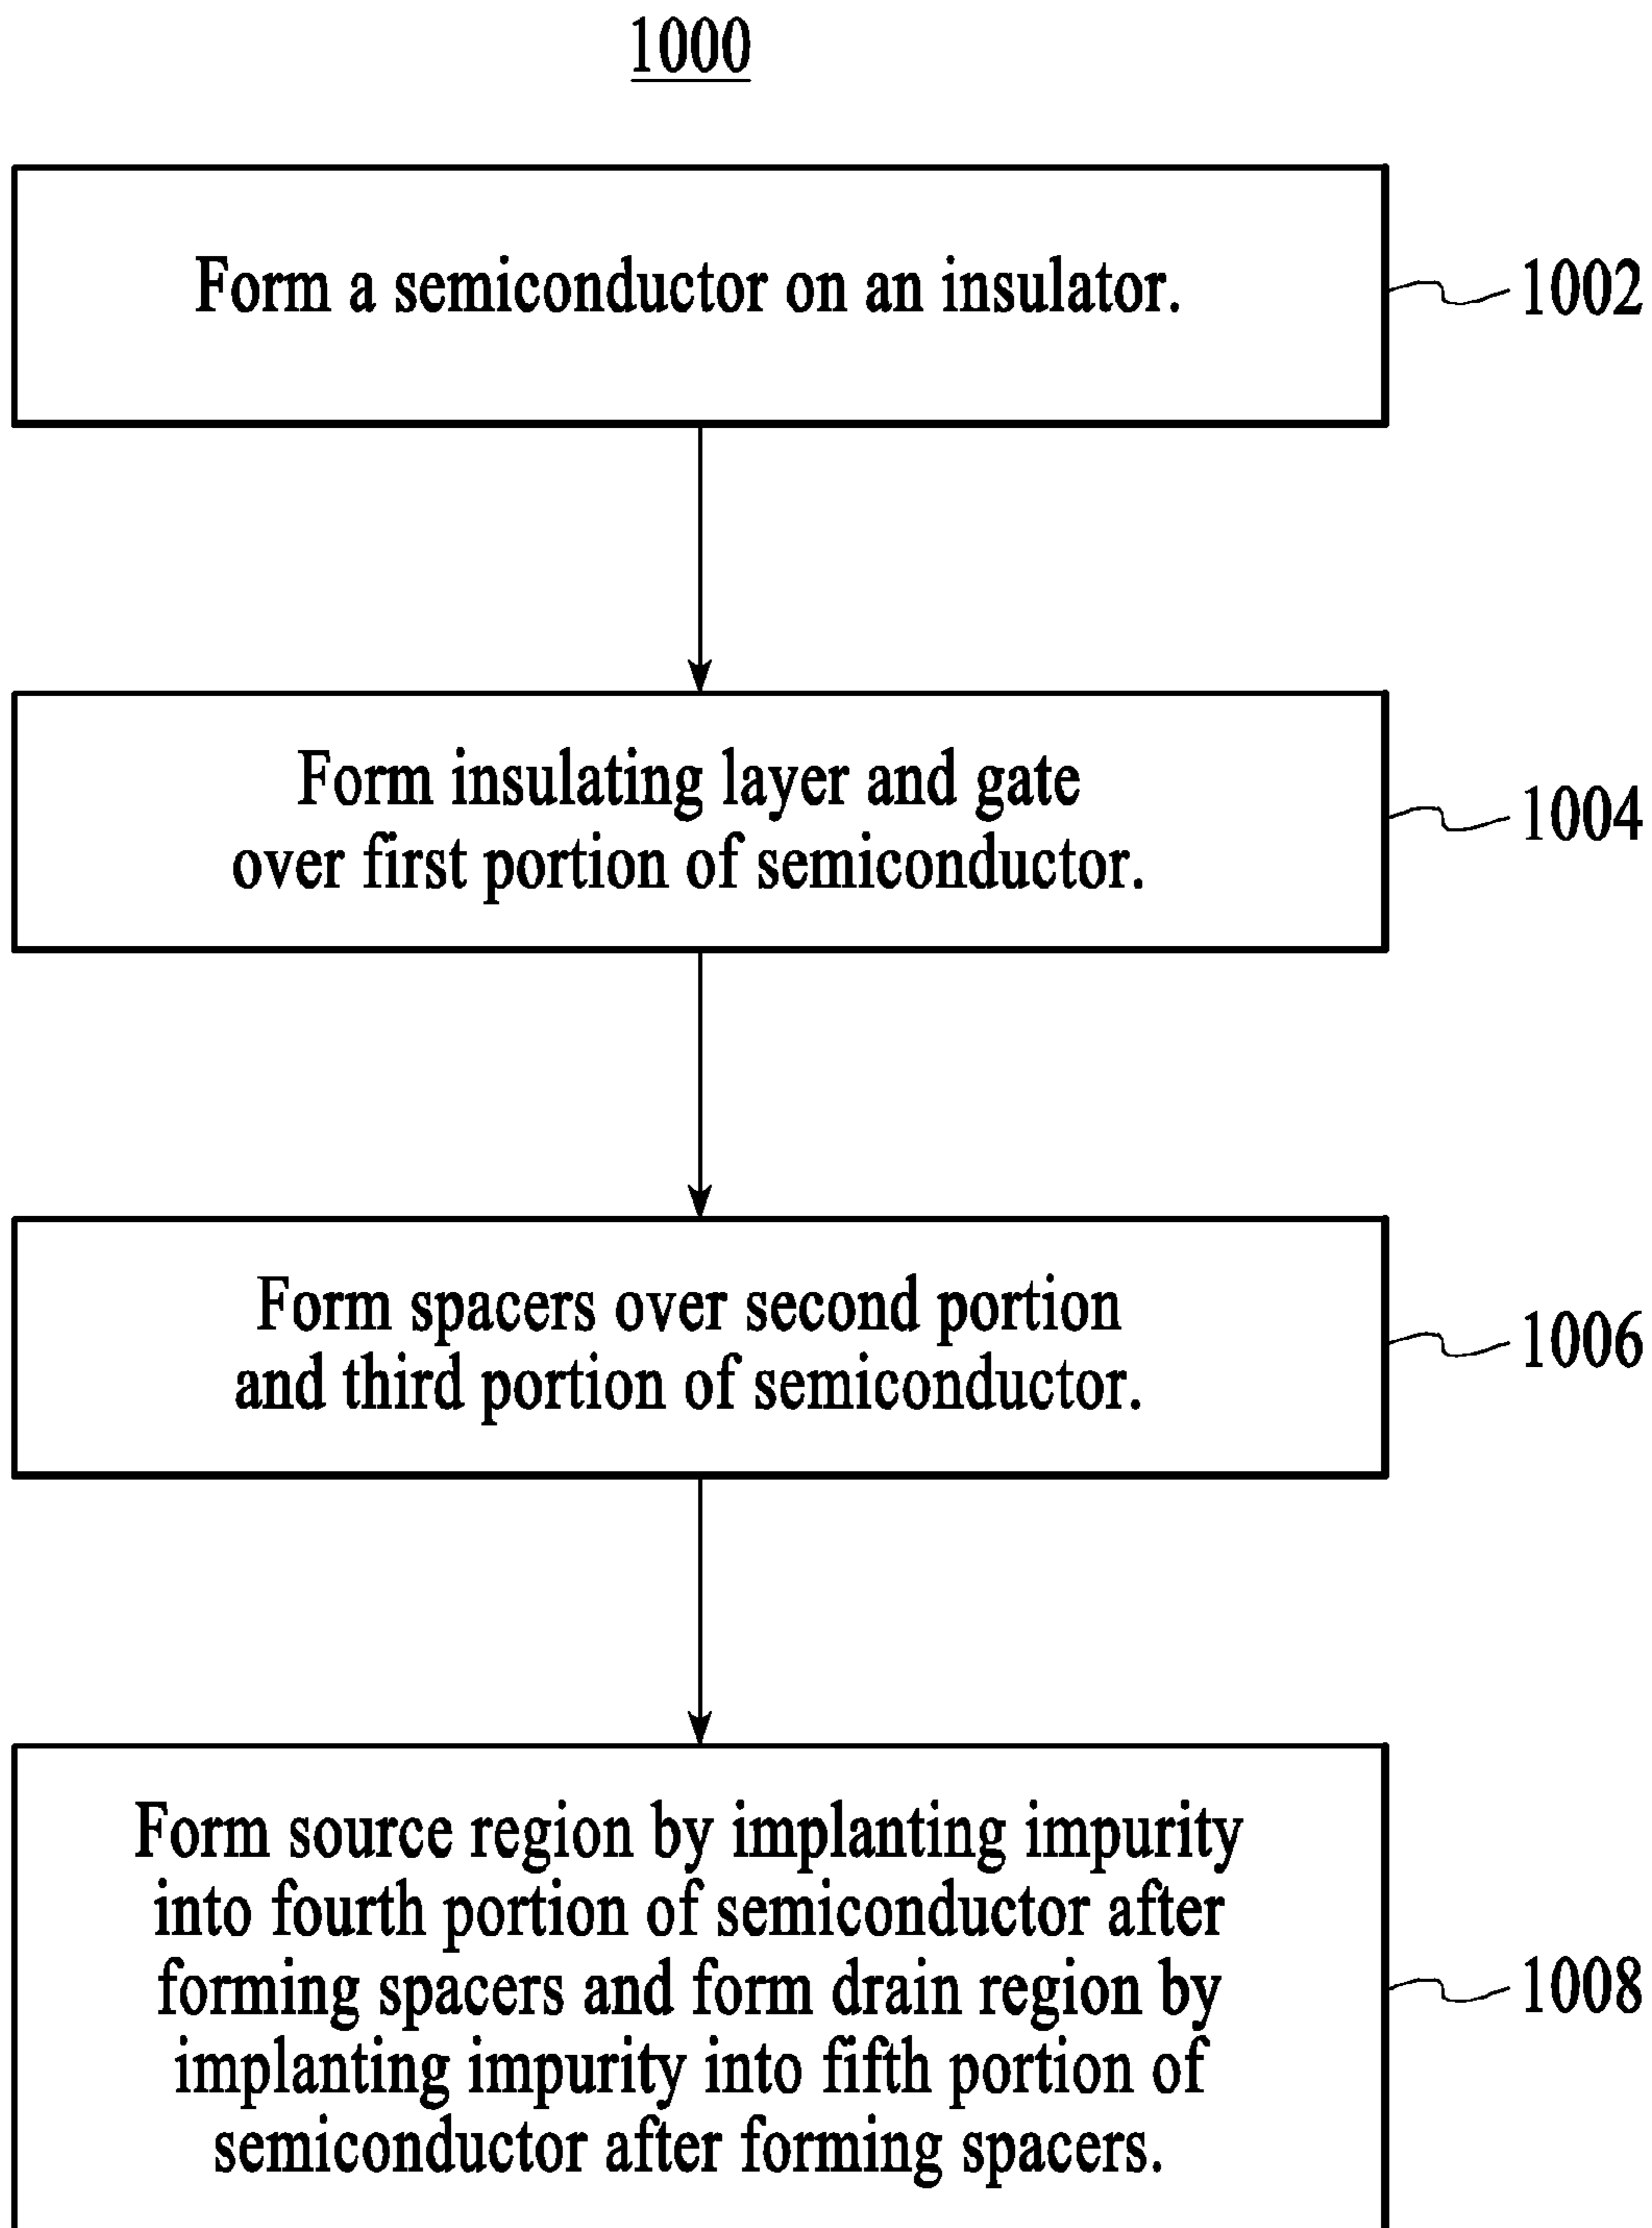 1000
Form a semiconductor on an insulator.
1002
Form insulating layer and gate
over first portion of semiconductor.
1004
Form spacers over second portion
and third portion of semiconductor.
1006
Form source region by implanting impurity
into fourth portion of semiconductor after
forming spacers and form drain region by
implanting impurity into fifth portion of
semiconductor after forming spacers.
1008